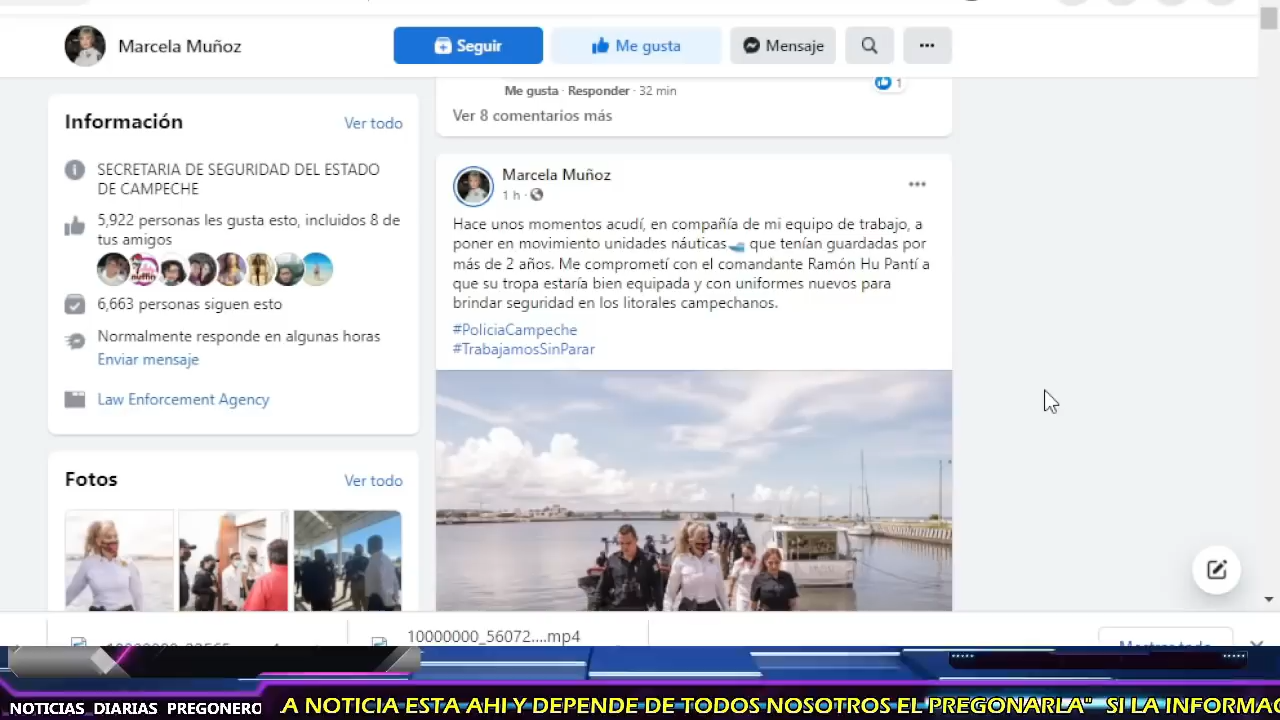 Marcela Muñoz
Seguir
Me gusta
Mensaje
Información
Ver todo
SECRETARIA DE SEGURIDAD DEL ESTADO
DE CAMPECHE
5,922 personas les gusta esto, incluidos 8 de
tus amigos
6,663 personas siguen esto
Normalmente responde en algunas horas
Enviar mensaje
Law Enforcement Agency
Fotos
Ver todo
Me gusta · Responder · 32 min
1
Ver 8 comentarios más
Marcela Muñoz
1 h ·
Hace unos momentos acudí, en compañía de mi equipo de trabajo, a
poner en movimiento unidades náuticas que tenían guardadas por
más de 2 años. Me comprometí con el comandante Ramón Hu Pantí a
que su tropa estaría bien equipada y con uniformes nuevos para
brindar seguridad en los litorales campechanos.
#PoliciaCampeche
#TrabajamosSinParar
10000000_56072....mp4
Mostrar todo
NOTICIAS_DIARIAS PREGONERO
A NOTICIA ESTA AHI Y DEPENDE DE TODOS NOSOTROS EL PREGONARLA" SI LA INFORMAC